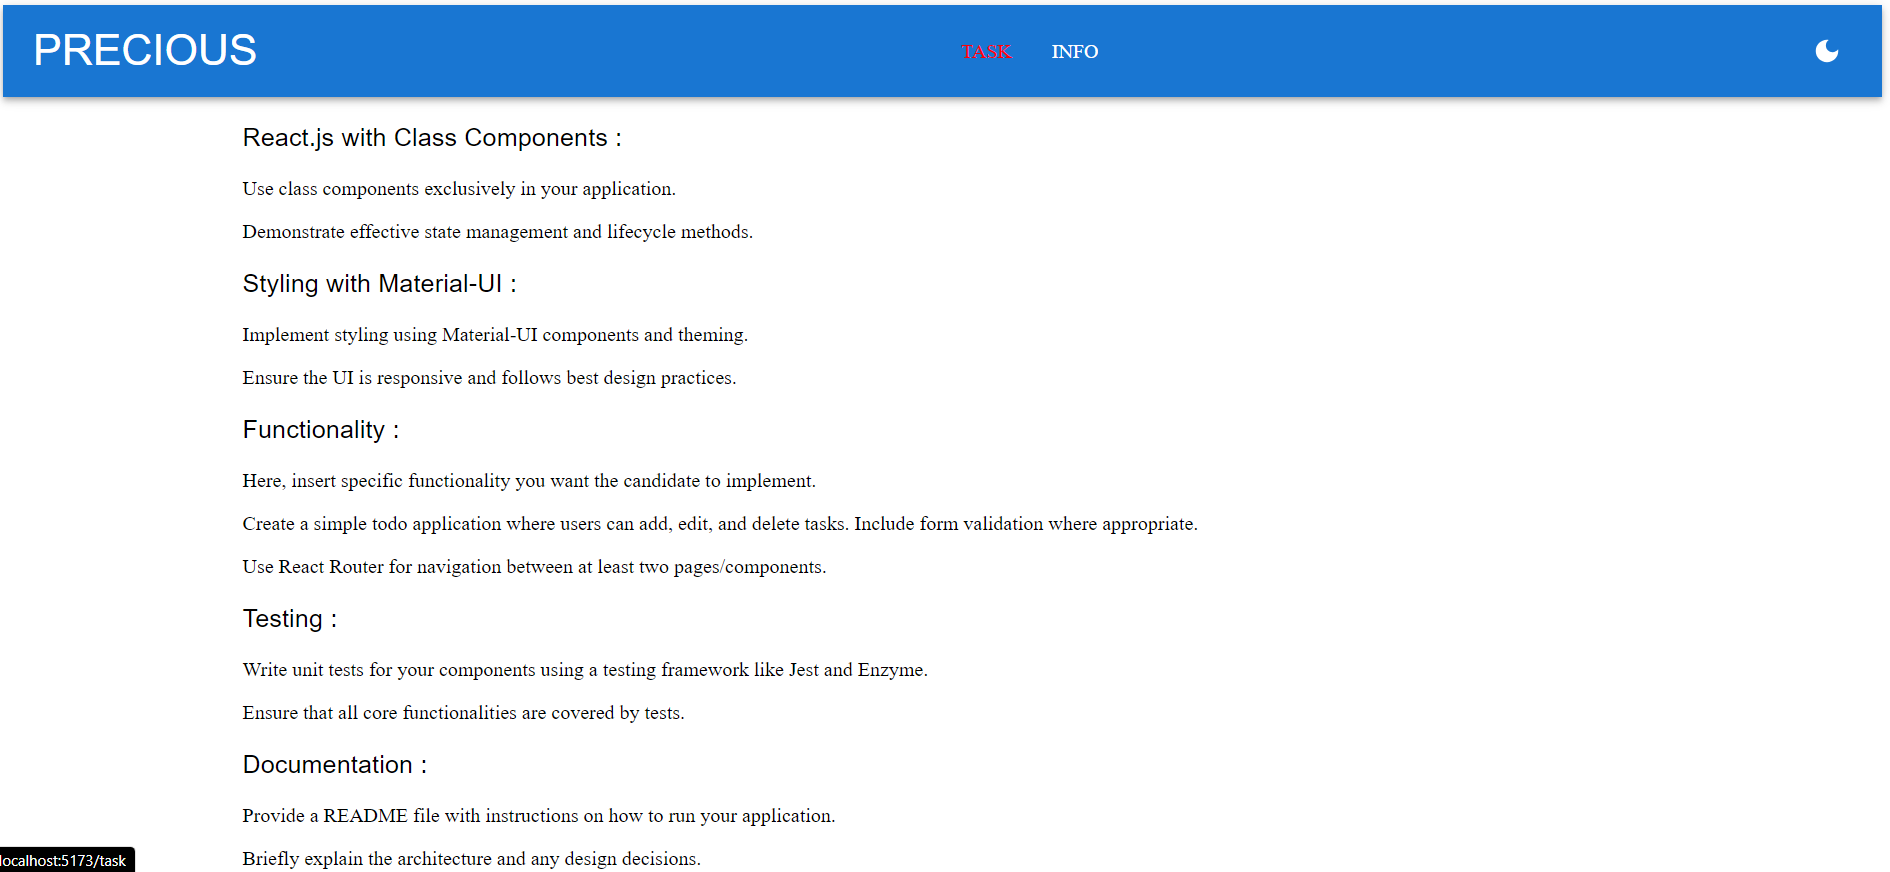 PRECIOUS
TASK INFO
React.js with Class Components :
Use class components exclusively in your application.
Demonstrate effective state management and lifecycle methods.
Styling with Material-UI :
Implement styling using Material-UI components and theming.
Ensure the UI is responsive and follows best design practices.
Functionality :
Here, insert specific functionality you want the candidate to implement.
Create a simple todo application where users can add, edit, and delete tasks. Include form validation where appropriate.
Use React Router for navigation between at least two pages/components.
Testing :
Write unit tests for your components using a testing framework like Jest and Enzyme.
Ensure that all core functionalities are covered by tests.
Documentation :
Provide a README file with instructions on how to run your application.
Briefly explain the architecture and any design decisions.
localhost:5173/task